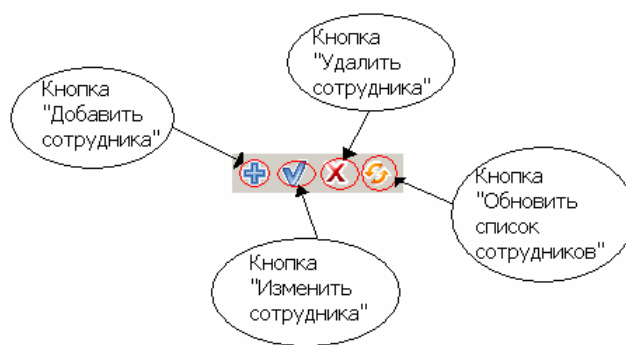 Кнопка
"Удалить
сотрудника"
Кнопка
"Добавить
сотрудника"
Кнопка
"Обновить
список
сотрудников"
Кнопка
"Изменить
сотрудника"